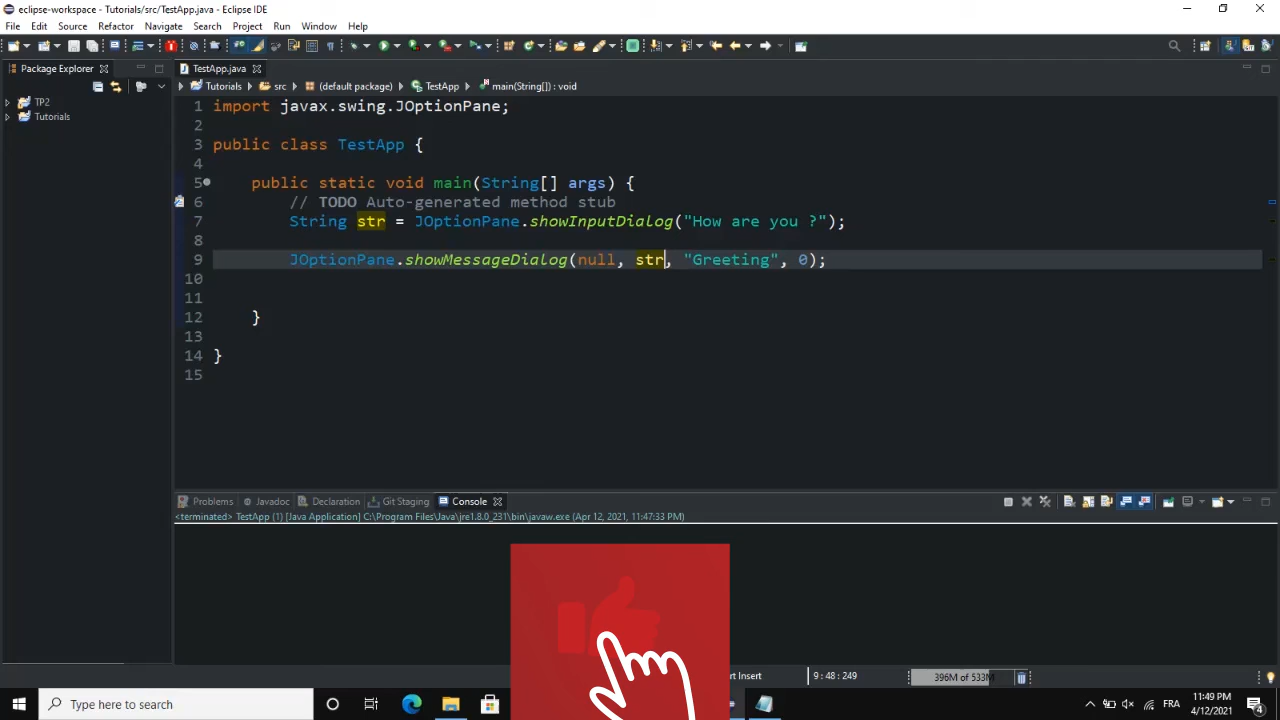 eclipse-workspace - Tutorials/src/TestApp.java - Eclipse IDE
File Edit Source Refactor Navigate Search Project Run Window Help
Package Explorer
TestApp.java
Tutorials src (default package) TestApp main(String[]) : void
TP2
Tutorials
1 import javax.swing.JOptionPane;
2
3 public class TestApp {
4
5 public static void main(String[] args) {
6 // TODO Auto-generated method stub
7 String str = JOptionPane.showInputDialog("How are you ?");
8
9 JOptionPane.showMessageDialog(null, str, "Greeting", 0);
10
11
12 }
13
14 }
15
Problems Javadoc Declaration Git Staging Console
<terminated> TestApp (1) [Java Application] C:\Program Files\Java\jre1.8.0_231\bin\javaw.exe (Apr 12, 2021, 11:47:33 PM)
Insert 9 : 48 : 249 396M of 533M
Type here to search
FRA
11:49 PM
4/12/2021
4